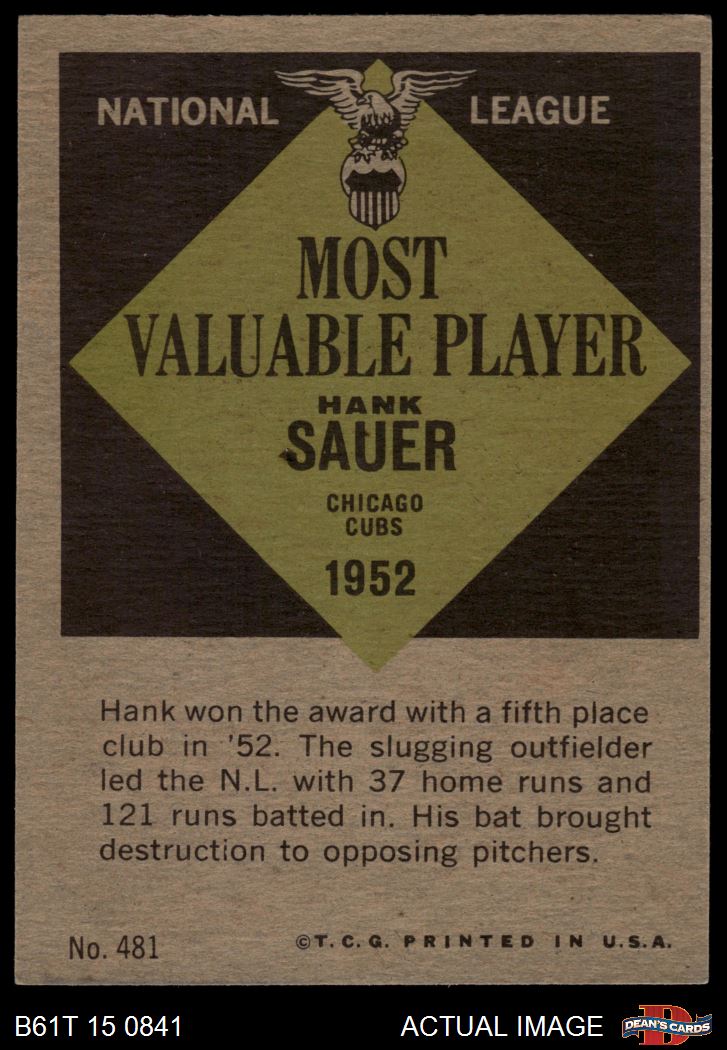 NATIONAL LEAGUE
MOST
VALUABLE PLAYER
HANK
SAUER
CHICAGO
CUBS
1952
Hank won the award with a fifth place
club in '52. The slugging outfielder
led the N.L. with 37 home runs and
121 runs batted in. His bat brought
destruction to opposing pitchers.
No. 481 ©T.C.G. PRINTED IN U.S.A.
B61T 15 0841 ACTUAL IMAGE D DEAN'S CARDS